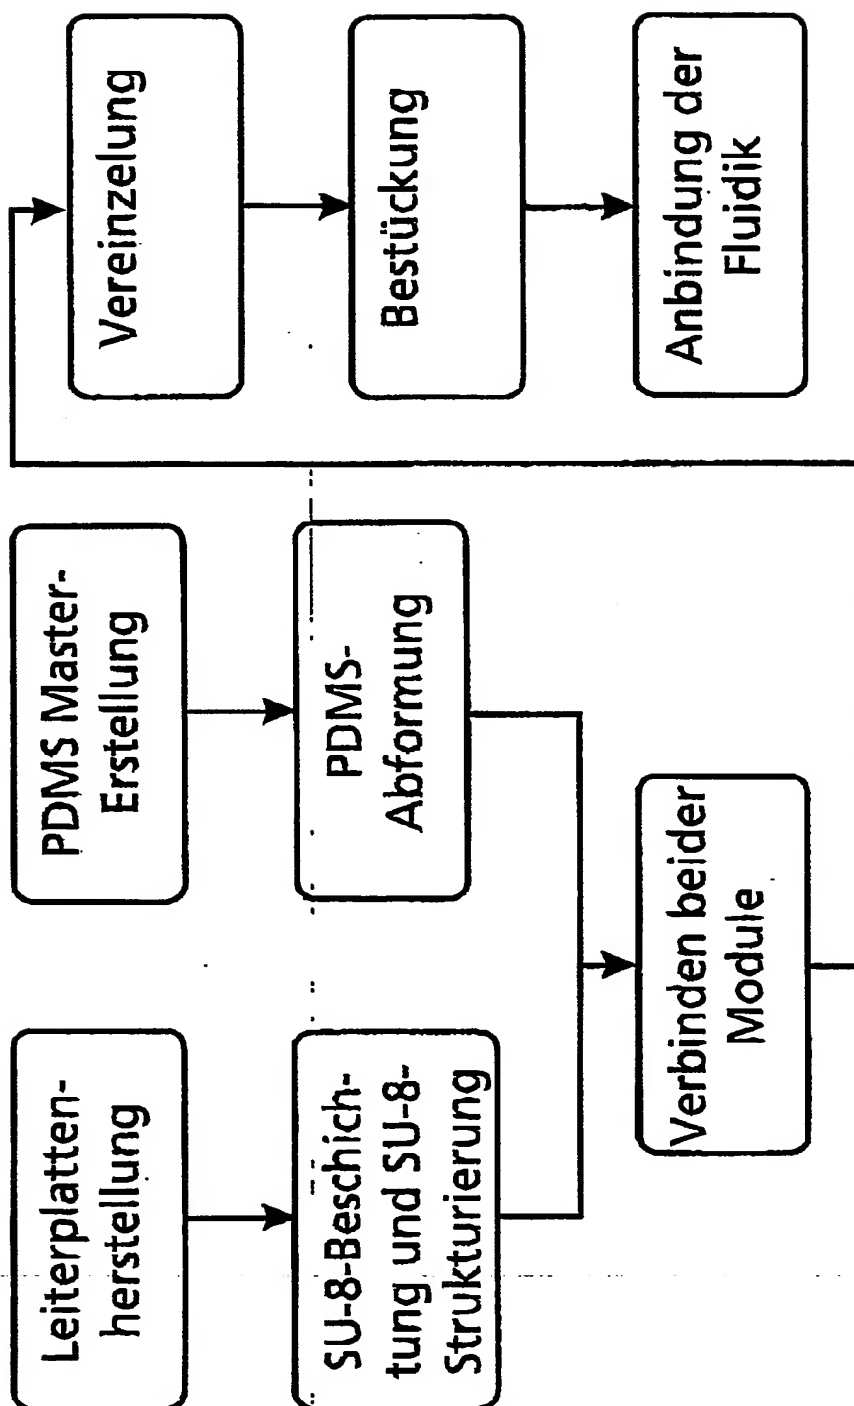 Leiterplatten-
herstellung
SU-8-Beschich-
tung und SU-8-
Strukturierung
PDMS Master-
Erstellung
PDMS-
Abformung
Verbinden beider
Module
Vereinzelung
Bestückung
Anbindung der
Fluidik